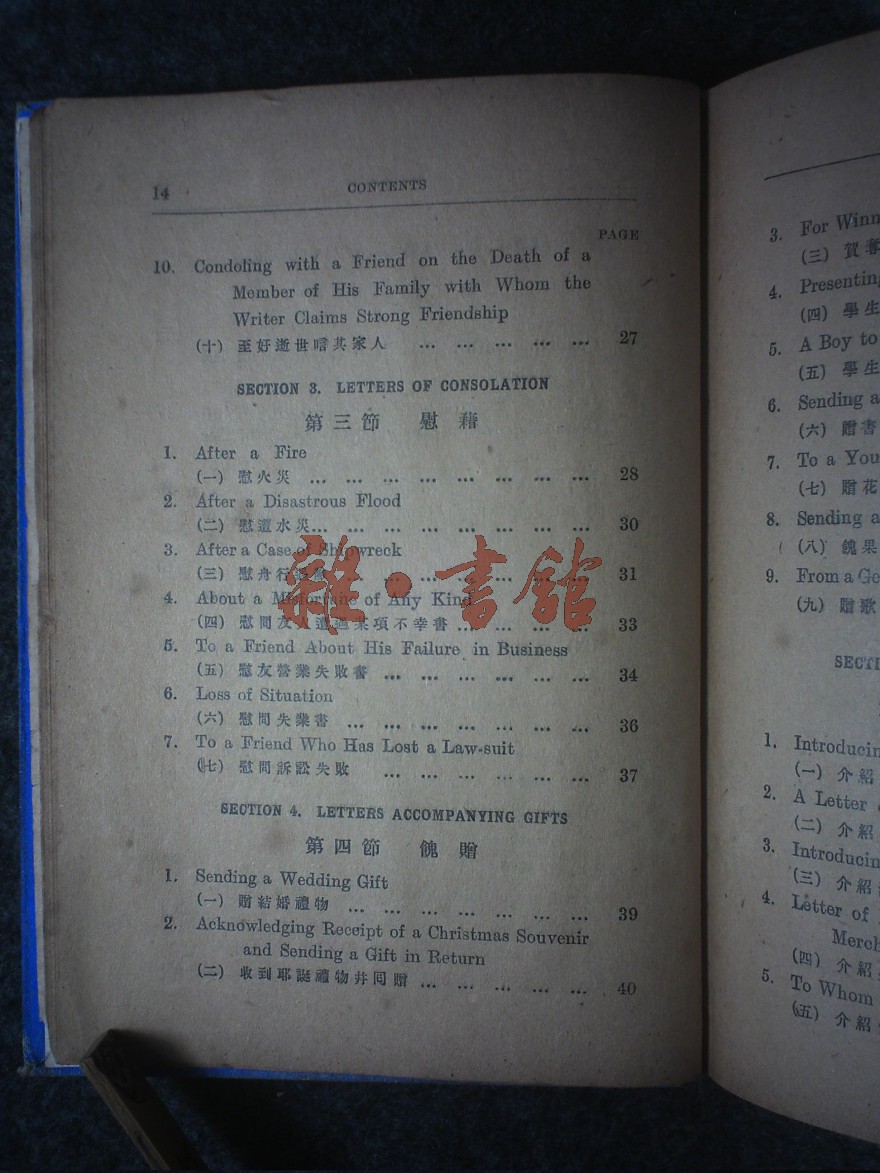 14 CONTENTS
PAGE
10. Condoling with a Friend on the Death of a
Member of His Family with Whom the
Writer Claims Strong Friendship
(十) 至好逝世唁其家人 ... ... ... ... ... 27
SECTION 3. LETTERS OF CONSOLATION
第三節 慰藉
1. After a Fire
(一) 慰火災 ... ... ... ... ... ... ... ... 28
2. After a Disastrous Flood
(二) 慰遭水災... ... ... ... ... ... ... ... 30
3. After a Case of Shipwreck
(三) 慰舟行 ... ... ... ... ... ... 31
4. About a Misfortune of Any Kind
(四) 慰問友人遭遇某項不幸書 ... ... ... ... 33
5. To a Friend About His Failure in Business
(五) 慰友營業失敗書 ... ... ... ... ... ... 34
6. Loss of Situation
(六) 慰問失業書 ... ... ... ... ... ... ... 36
7. To a Friend Who Has Lost a Law-suit
(七) 慰問訴訟失敗 ... ... ... ... ... ... 37
SECTION 4. LETTERS ACCOMPANYING GIFTS
第四節 餽贈
1. Sending a Wedding Gift
(一) 贈結婚禮物 ... ... ... ... ... ... ... 39
2. Acknowledging Receipt of a Christmas Souvenir
and Sending a Gift in Return
(二) 收到耶誕禮物并回贈 ... ... ... ... ... 40
雜·書館
3. For
(三) 賀
4. Presenting
(四) 學生
5. A Boy to
(五) 學生
6. Sending a
(六) 贈書
7. To a
(七) 贈花
8. Sending a
(八) 餽果
9. From a
(九) 贈歌
1.
(一) 介紹
2. A Letter
(二) 介紹
3.
(三) 介紹
4. Letter of
(四) 介紹
5. To Whom
(五) 介紹